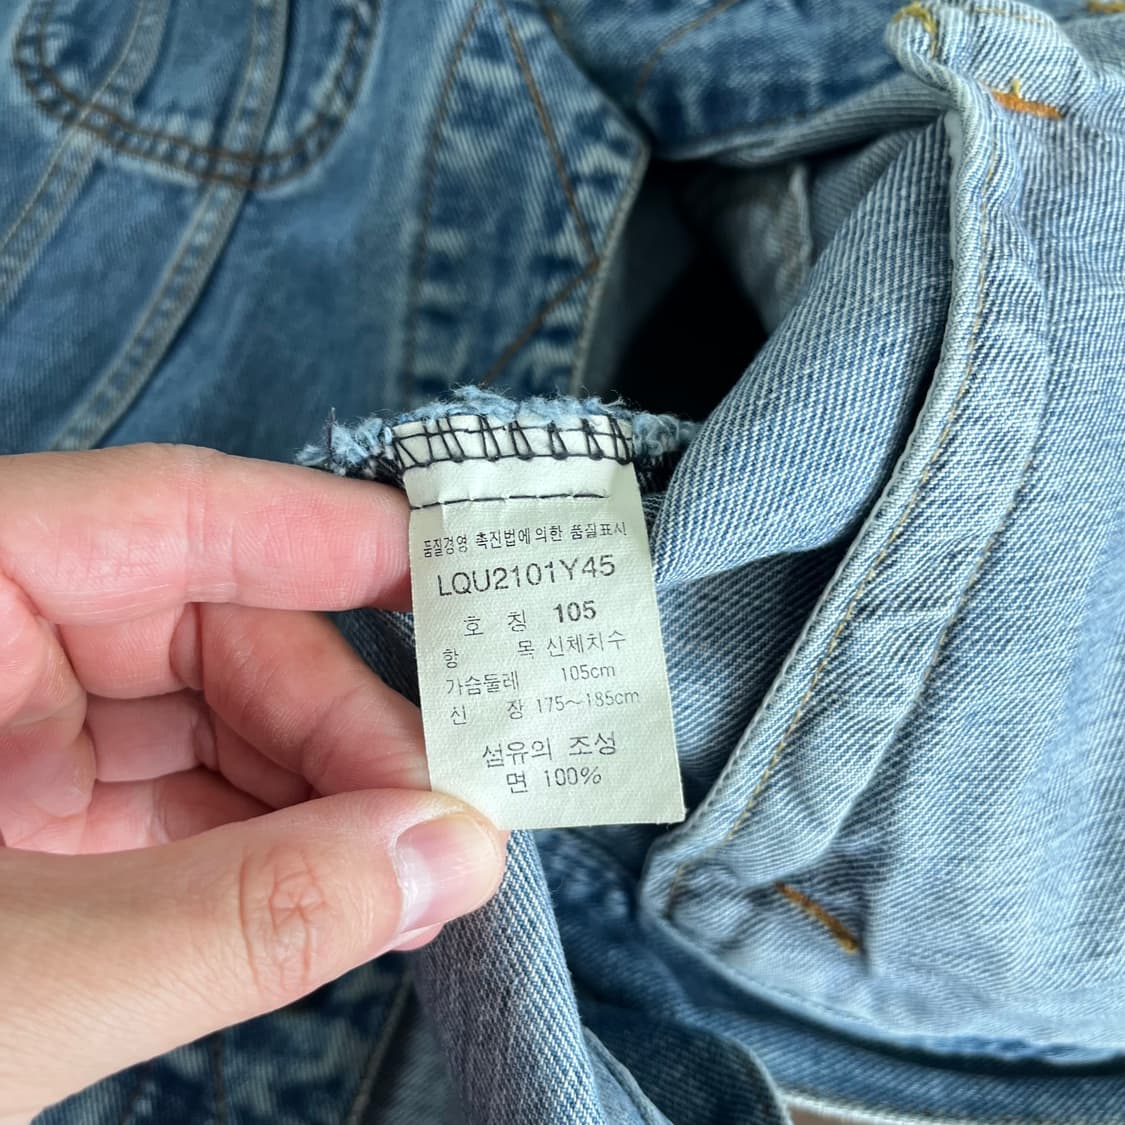 품질경영 촉진법에 의한 품질표시
LQU2101Y45
호 칭 105
항 목 신체치수
가슴둘레 105cm
신 장 175~185cm
섬유의 조성
면 100%